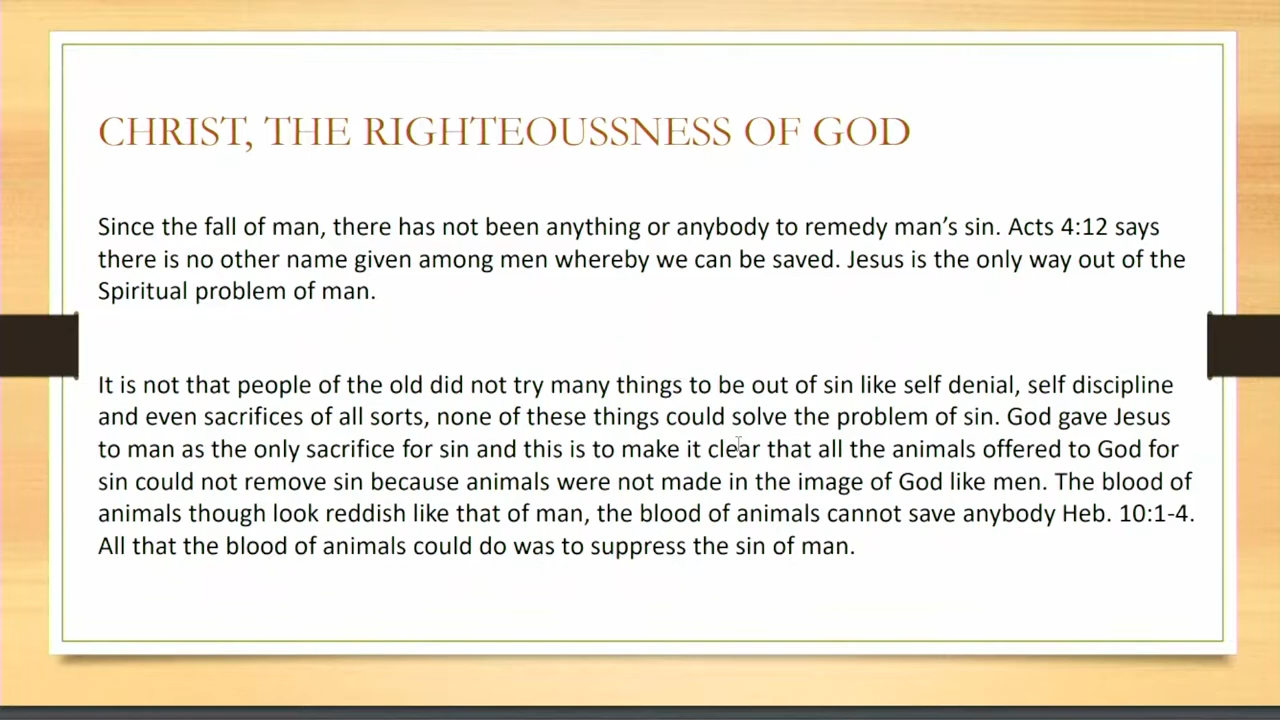 CHRIST, THE RIGHTEOUSSNESS OF GOD
Since the fall of man, there has not been anything or anybody to remedy man’s sin. Acts 4:12 says
there is no other name given among men whereby we can be saved. Jesus is the only way out of the
Spiritual problem of man.
It is not that people of the old did not try many things to be out of sin like self denial, self discipline
and even sacrifices of all sorts, none of these things could solve the problem of sin. God gave Jesus
to man as the only sacrifice for sin and this is to make it clear that all the animals offered to God for
sin could not remove sin because animals were not made in the image of God like men. The blood of
animals though look reddish like that of man, the blood of animals cannot save anybody Heb. 10:1-4.
All that the blood of animals could do was to suppress the sin of man.